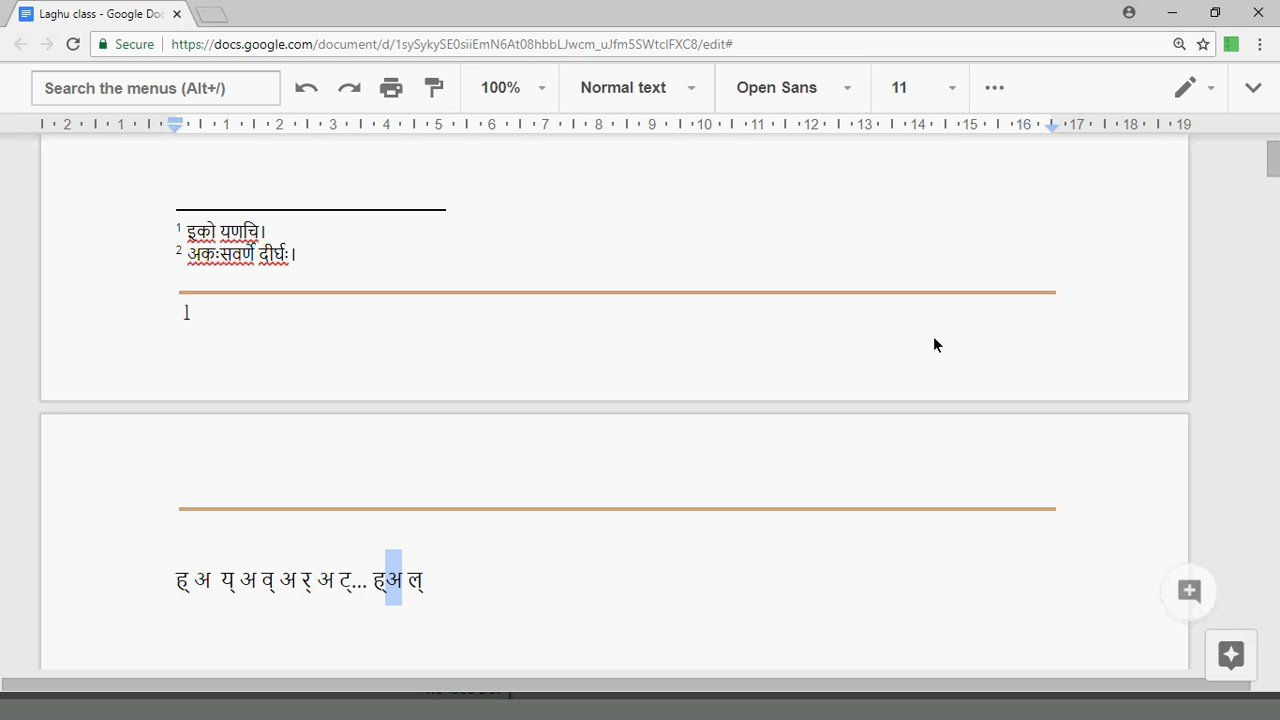 Laghu class - Google Doc
Secure
https://docs.google.com/document/d/1sySykySE0siiEmN6At08hbbLJwcm_uJfm5SWtclFXC8/edit#
Search the menus (Alt+/)
100%
Normal text
Open Sans
11
2 1 1 2 3 4 5 6 7 8 9 10 11 12 13 14 15 16 17 18 19
1 इको यणचि।
2 अकःसवर्णे दीर्घः।
1
ह् अ य् अ व् अ र् अ ट्... ह्अ ल्